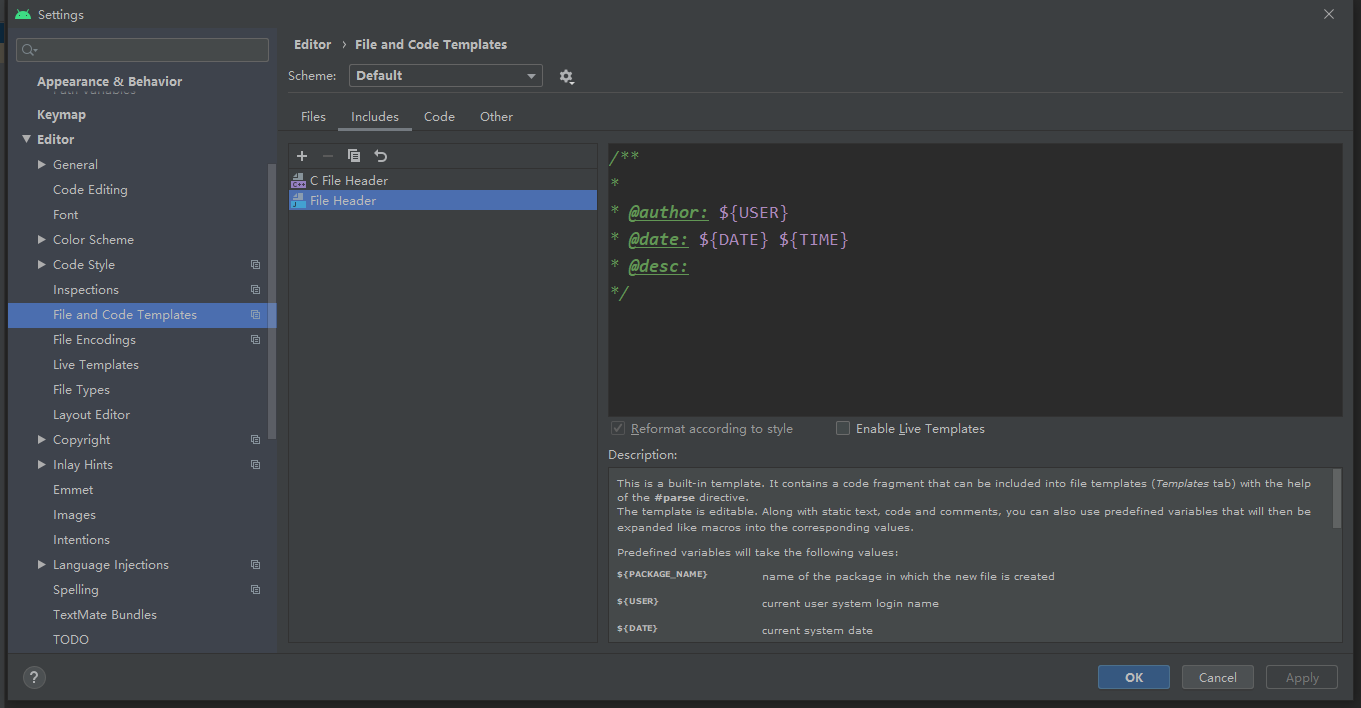 Settings
Appearance & Behavior
Path Variables
Keymap
Editor
General
Code Editing
Font
Color Scheme
Code Style
Inspections
File and Code Templates
File Encodings
Live Templates
File Types
Layout Editor
Copyright
Inlay Hints
Emmet
Images
Intentions
Language Injections
Spelling
TextMate Bundles
TODO
Editor › File and Code Templates
Scheme: Default
Files Includes Code Other
C File Header
File Header
/**
*
* @author: ${USER}
* @date: ${DATE} ${TIME}
* @desc:
*/
Reformat according to style Enable Live Templates
Description:
This is a built-in template. It contains a code fragment that can be included into file templates (Templates tab) with the help
of the #parse directive.
The template is editable. Along with static text, code and comments, you can also use predefined variables that will then be
expanded like macros into the corresponding values.
Predefined variables will take the following values:
${PACKAGE_NAME} name of the package in which the new file is created
${USER} current user system login name
${DATE} current system date
? OK Cancel Apply